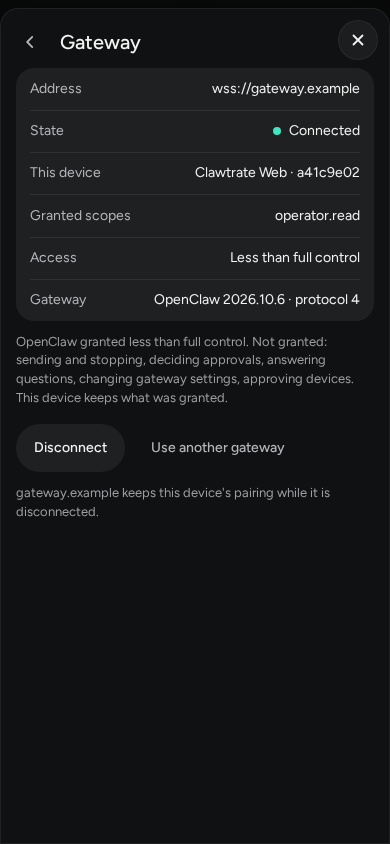 Gateway
Address wss://gateway.example
State Connected
This device Clawtrate Web · a41c9e02
Granted scopes operator.read
Access Less than full control
Gateway OpenClaw 2026.10.6 · protocol 4
OpenClaw granted less than full control. Not granted:
sending and stopping, deciding approvals, answering
questions, changing gateway settings, approving devices.
This device keeps what was granted.
Disconnect Use another gateway
gateway.example keeps this device's pairing while it is
disconnected.